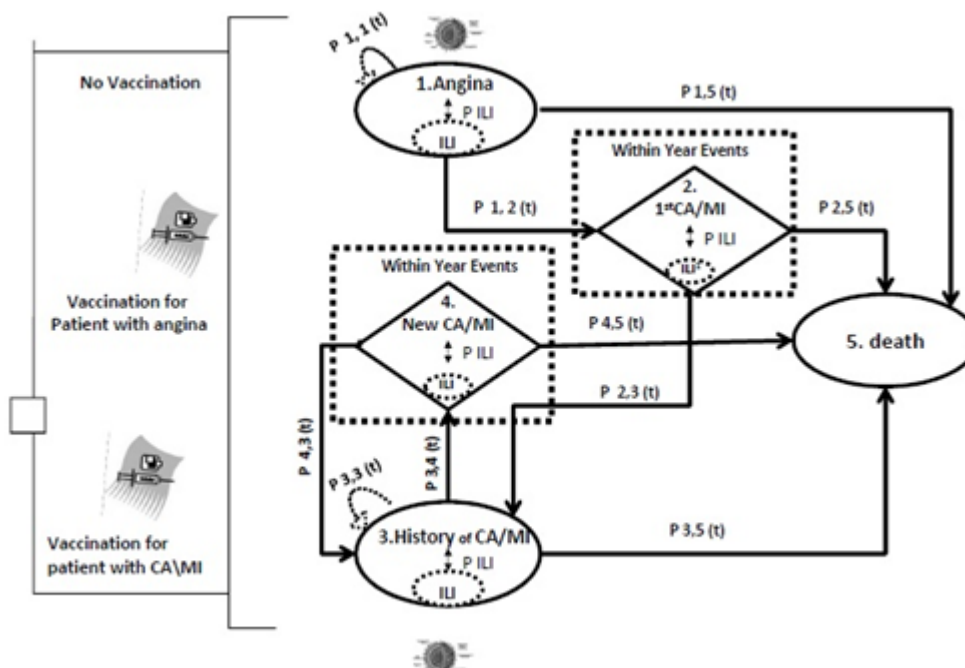 No Vaccination
Vaccination for
Patient with angina
Vaccination for
patient with CA\MI
P 1, 1 (t)
1.Angina
P ILI
ILI
P 1,5 (t)
P 1, 2 (t)
Within Year Events
2.
1stCA/MI
P ILI
ILI
P 2,5 (t)
Within Year Events
4.
New CA/MI
P ILI
ILI
P 4,5 (t)
5. death
P 2,3 (t)
P 4,3 (t)
P 3,4 (t)
P 3,3 (t)
3.History of CA/MI
P ILI
ILI
P 3,5 (t)